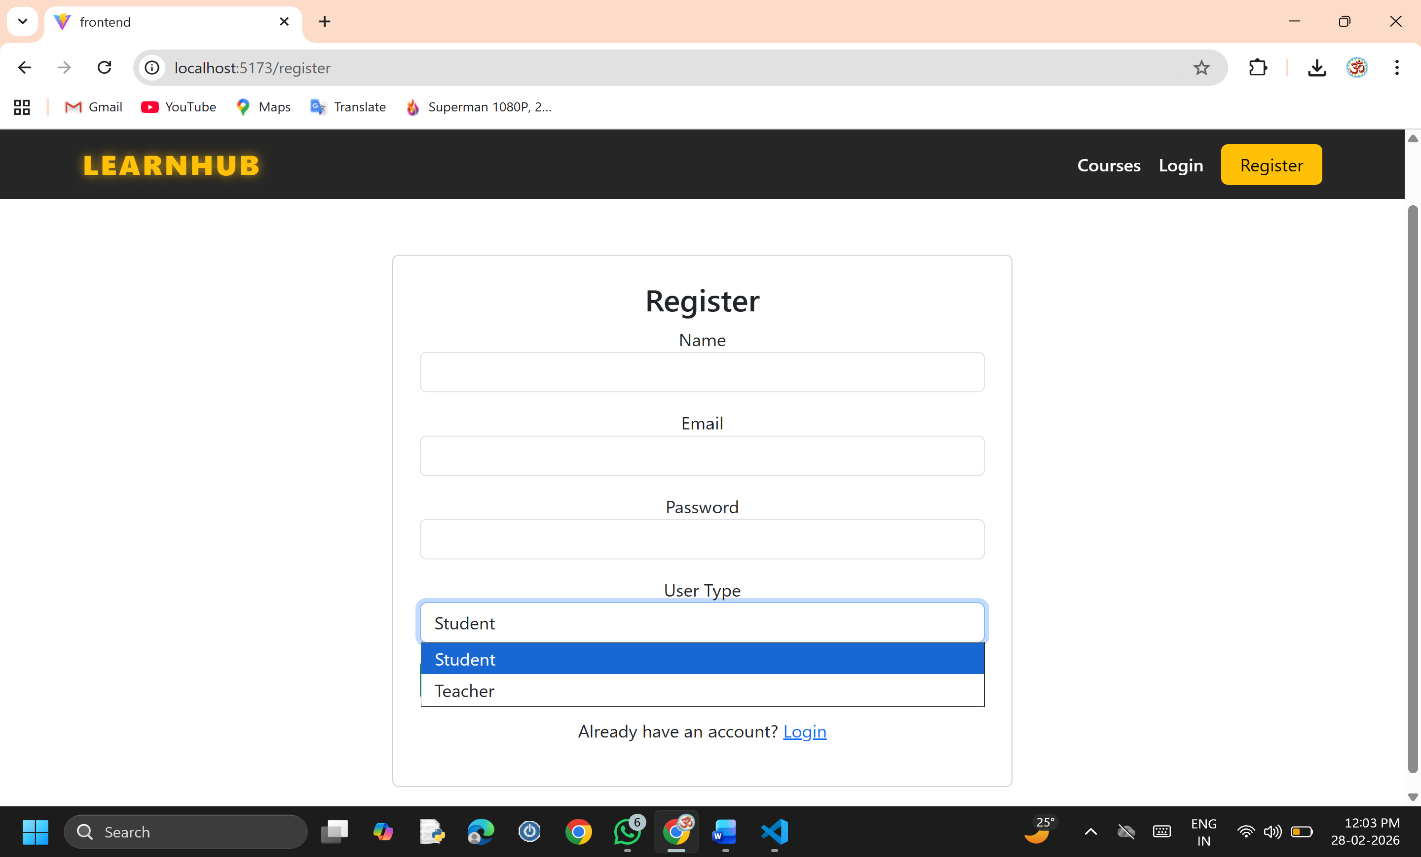 frontend
localhost:5173/register
Gmail YouTube Maps Translate Superman 1080P, 2...
LEARNHUB Courses Login Register
Register
Name
Email
Password
User Type
Student
Student
Teacher
Already have an account? Login
Search 6 25° ENG IN 12:03 PM
28-02-2026